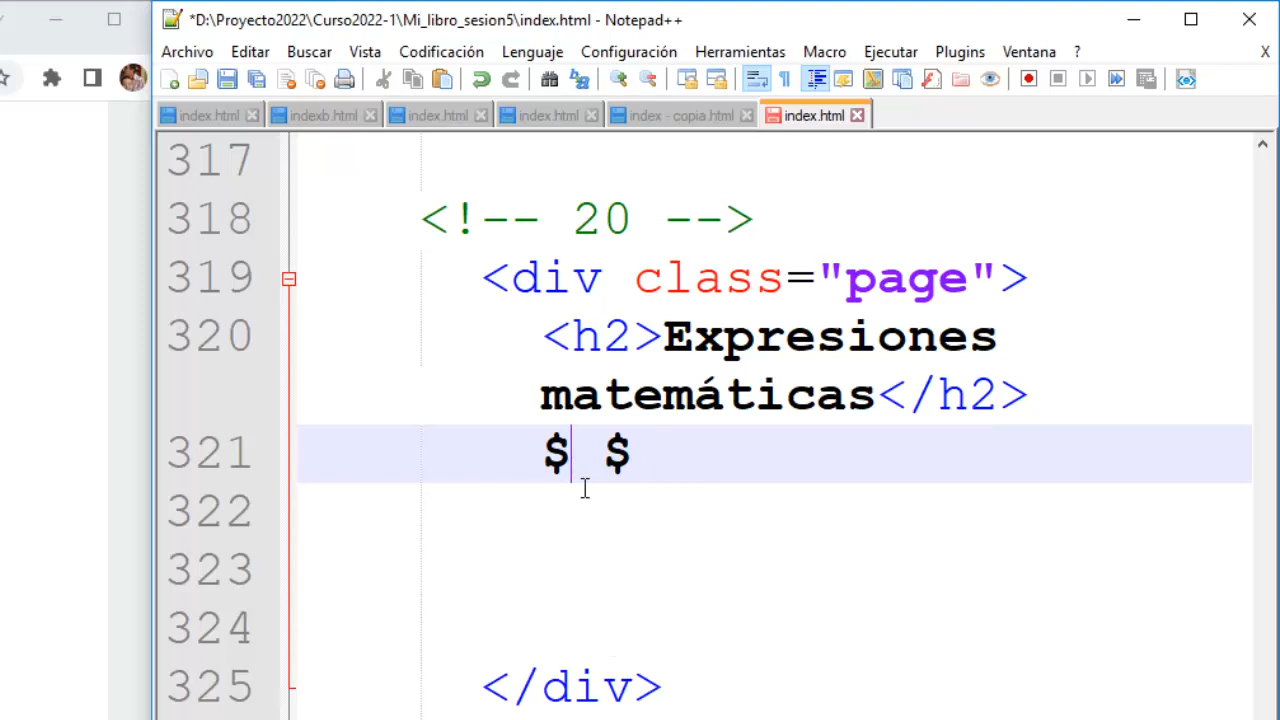 *D:\Proyecto2022\Curso2022-1\Mi_libro_sesion5\index.html - Notepad++
Archivo Editar Buscar Vista Codificación Lenguaje Configuración Herramientas Macro Ejecutar Plugins Ventana ? X
index.html indexb.html index.html index.html index - copia.html index.html
317
318 <!-- 20 -->
319 <div class="page">
320 <h2>Expresiones
matemáticas</h2>
321 $ $
322
323
324
325 </div>